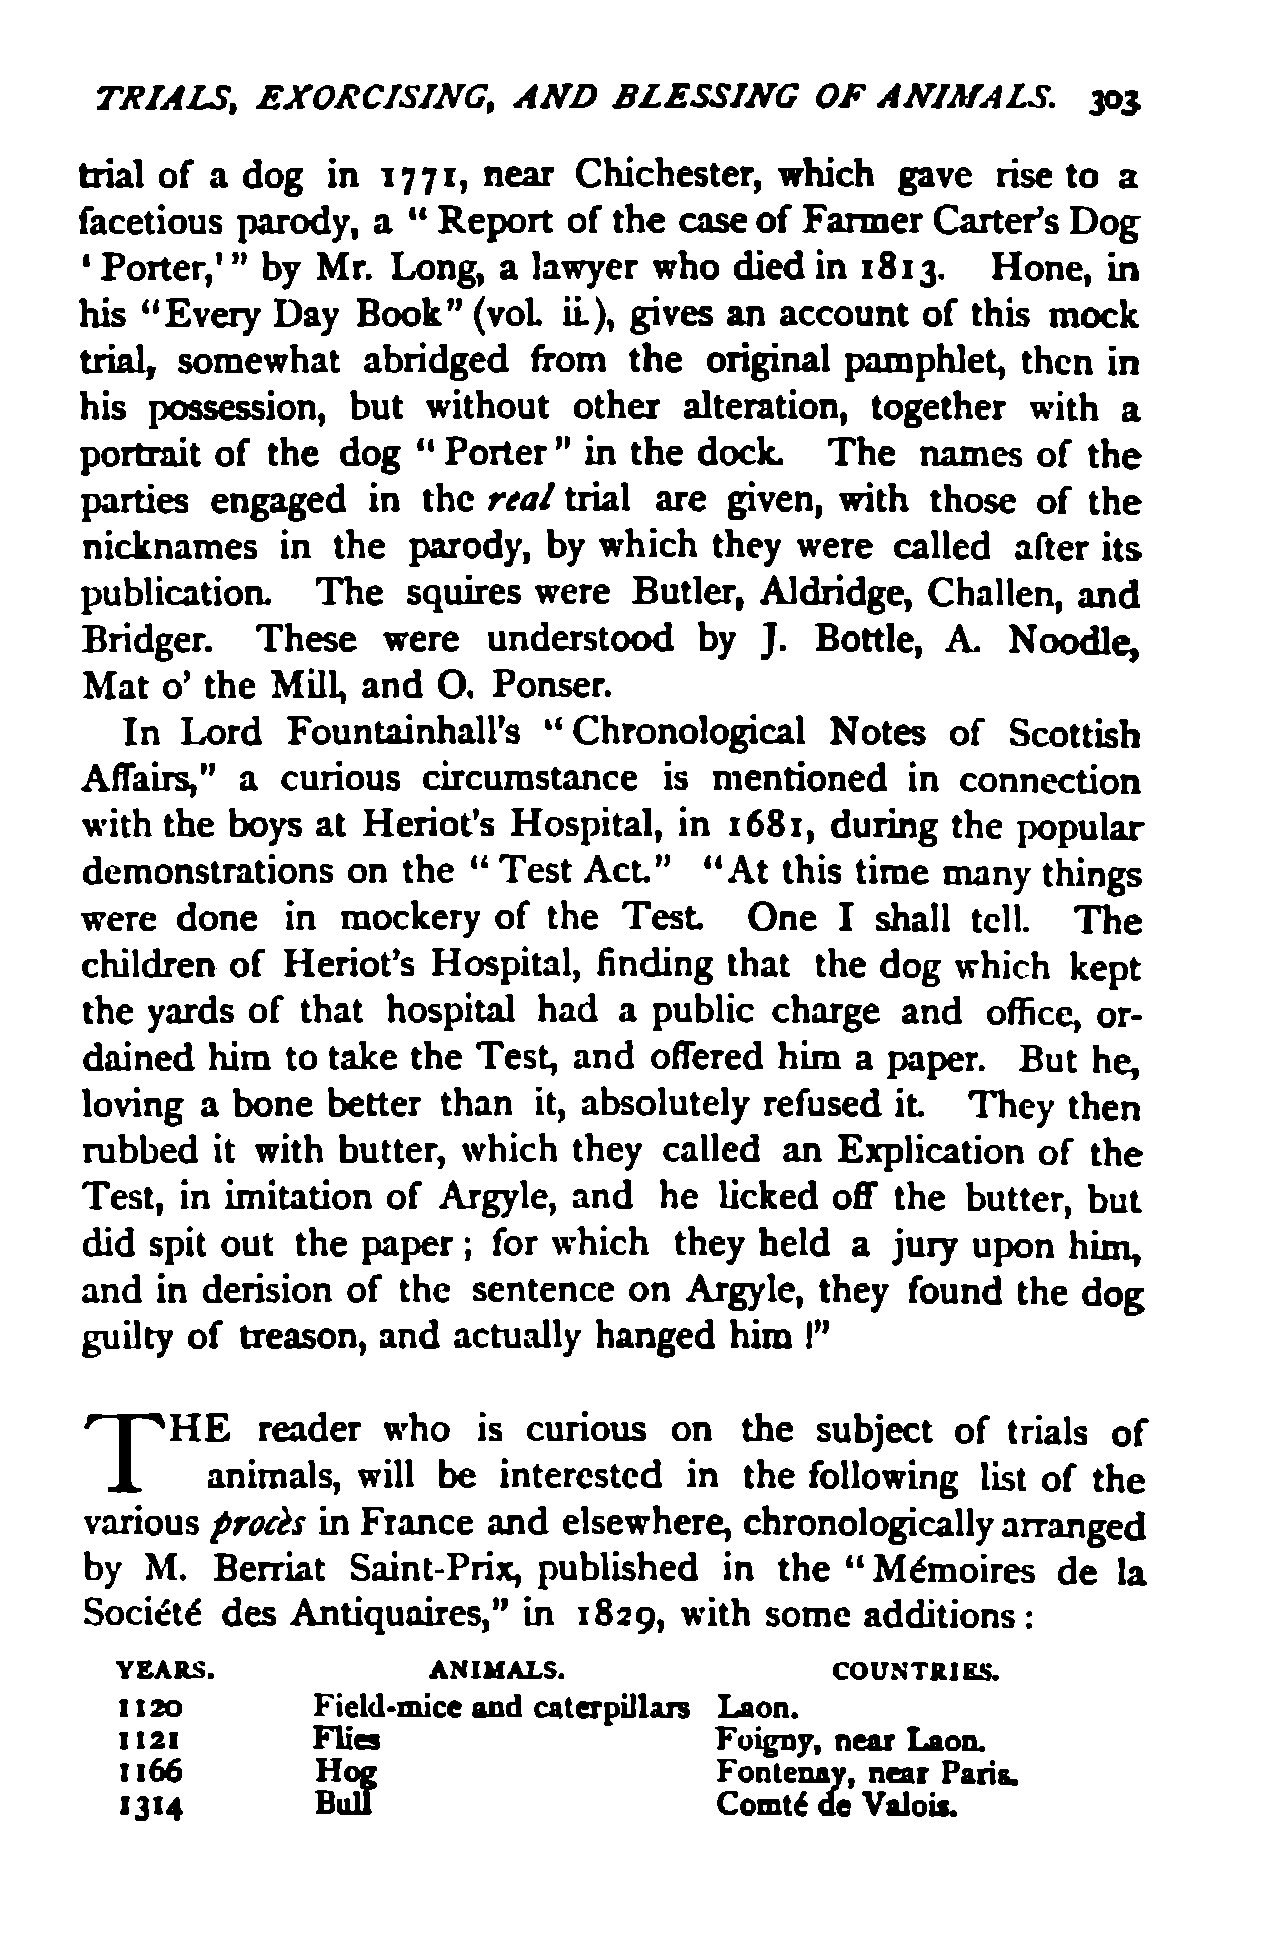 TRIALS, EXORCISING, AND BLESSING OF ANIMALS. 303
trial of a dog in 1771, near Chichester, which gave rise to a
facetious parody, a "Report of the case of Farmer Carter's Dog
'Porter,'" by Mr. Long, a lawyer who died in 1813. Hone, in
his "Every Day Book" (vol. ii.), gives an account of this mock
trial, somewhat abridged from the original pamphlet, then in
his possession, but without other alteration, together with a
portrait of the dog "Porter" in the dock. The names of the
parties engaged in the real trial are given, with those of the
nicknames in the parody, by which they were called after its
publication. The squires were Butler, Aldridge, Challen, and
Bridger. These were understood by J. Bottle, A. Noodle,
Mat o' the Mill, and O. Ponser.
In Lord Fountainhall's "Chronological Notes of Scottish
Affairs," a curious circumstance is mentioned in connection
with the boys at Heriot's Hospital, in 1681, during the popular
demonstrations on the "Test Act." "At this time many things
were done in mockery of the Test. One I shall tell. The
children of Heriot's Hospital, finding that the dog which kept
the yards of that hospital had a public charge and office, or-
dained him to take the Test, and offered him a paper. But he,
loving a bone better than it, absolutely refused it. They then
rubbed it with butter, which they called an Explication of the
Test, in imitation of Argyle, and he licked off the butter, but
did spit out the paper; for which they held a jury upon him,
and in derision of the sentence on Argyle, they found the dog
guilty of treason, and actually hanged him!"
THE reader who is curious on the subject of trials of
animals, will be interested in the following list of the
various procès in France and elsewhere, chronologically arranged
by M. Berriat Saint-Prix, published in the "Mémoires de la
Société des Antiquaires," in 1829, with some additions:
YEARS. ANIMALS. COUNTRIES.
1120 Field-mice and caterpillars Laon.
1121 Flies Foigny, near Laon.
1166 Hog Fontenay, near Paris.
1314 Bull Comté de Valois.